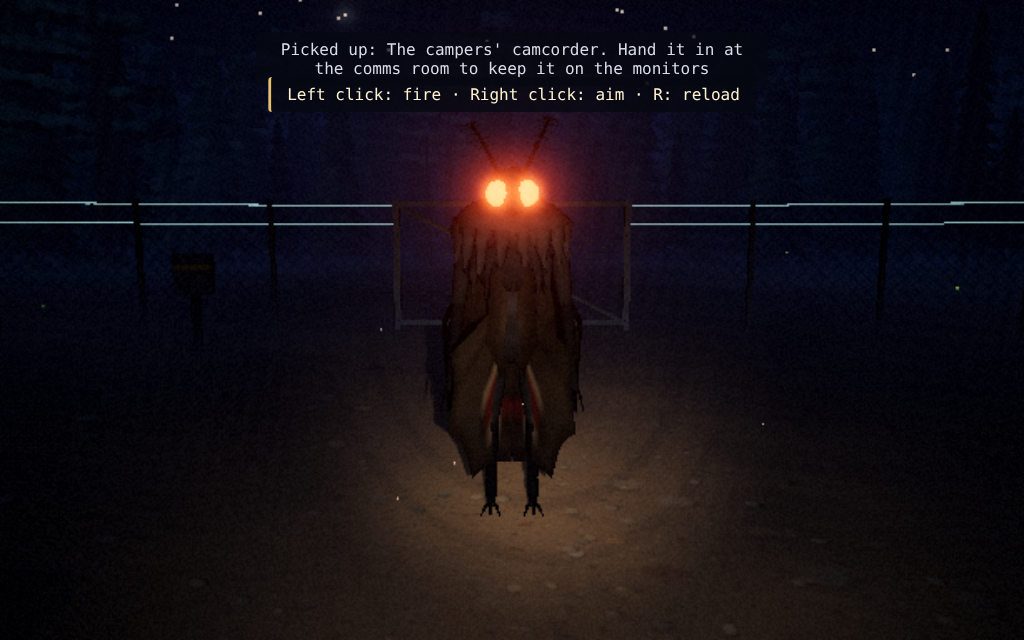 Picked up: The campers' camcorder. Hand it in at
the comms room to keep it on the monitors
Left click: fire · Right click: aim · R: reload